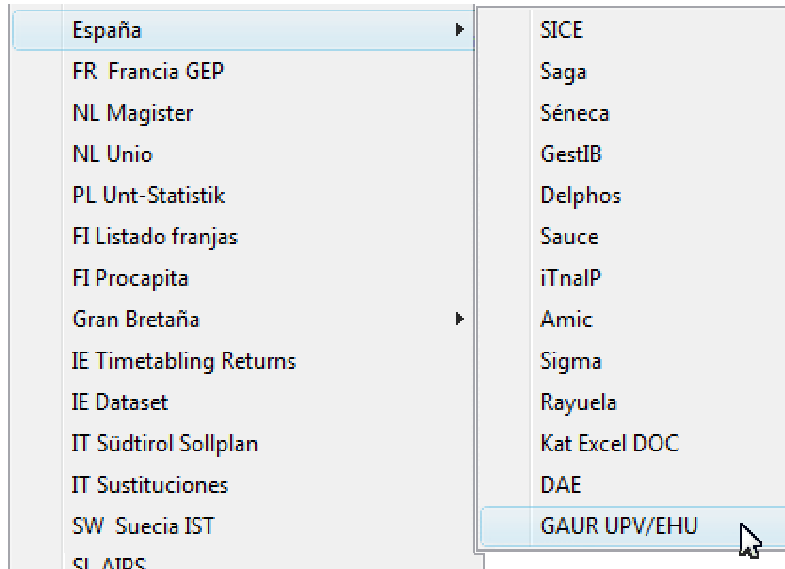 España
FR Francia GEP
NL Magister
NL Unio
PL Unt-Statistik
FI Listado franjas
FI Procapita
Gran Bretaña
IE Timetabling Returns
IE Dataset
IT Südtirol Sollplan
IT Sustituciones
SW Suecia IST
SL AIPS
SICE
Saga
Séneca
GestIB
Delphos
Sauce
iTnalP
Amic
Sigma
Rayuela
Kat Excel DOC
DAE
GAUR UPV/EHU